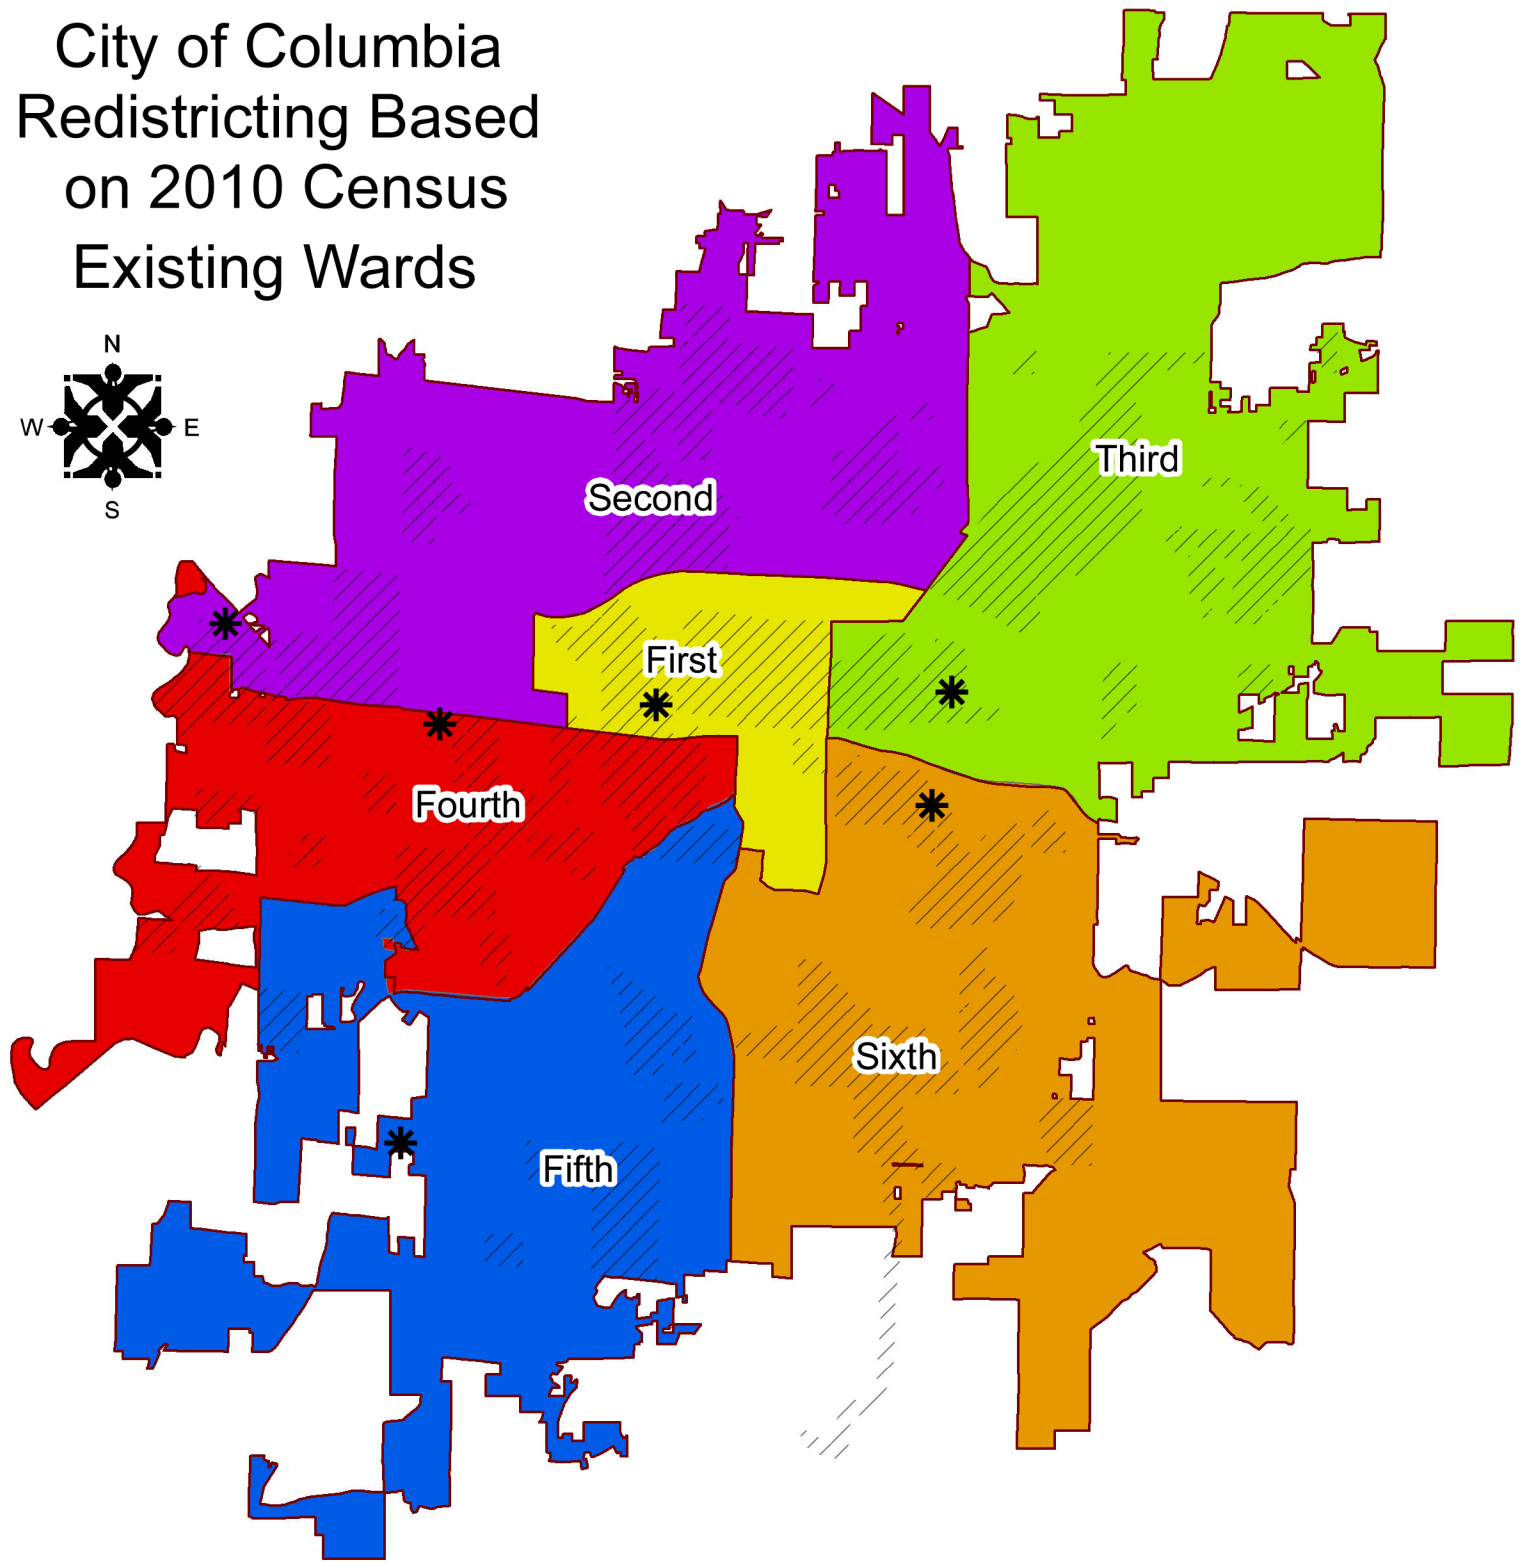 City of Columbia
Redistricting Based
on 2010 Census
Existing Wards
N
W E
S
Third
Second
First
Fourth
Sixth
Fifth